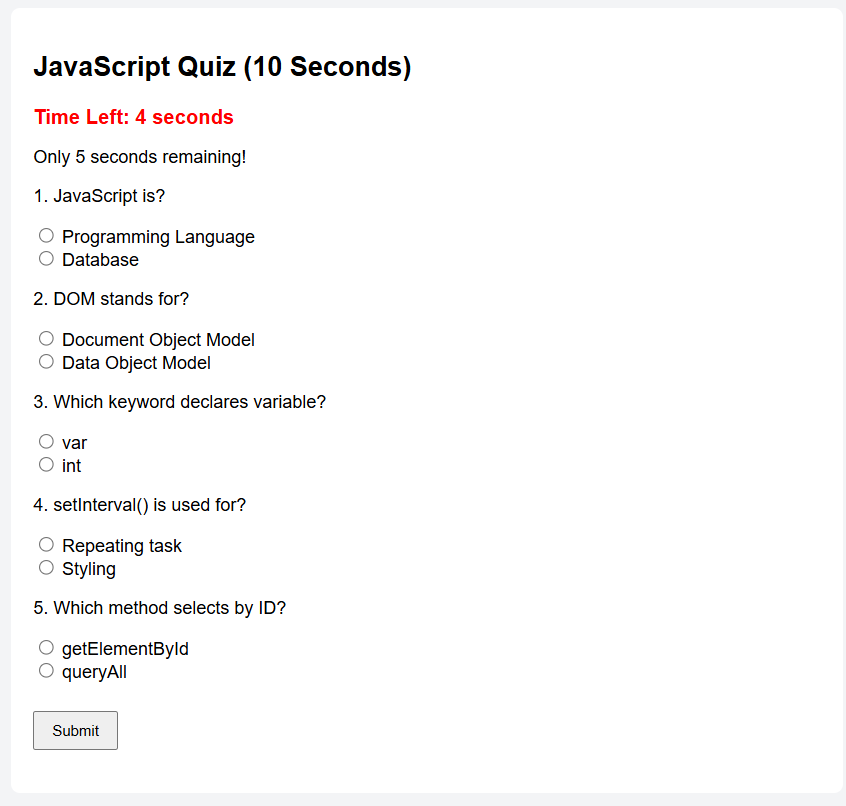 JavaScript Quiz (10 Seconds)
Time Left: 4 seconds
Only 5 seconds remaining!
1. JavaScript is?
Programming Language
Database
2. DOM stands for?
Document Object Model
Data Object Model
3. Which keyword declares variable?
var
int
4. setInterval() is used for?
Repeating task
Styling
5. Which method selects by ID?
getElementById
queryAll
Submit